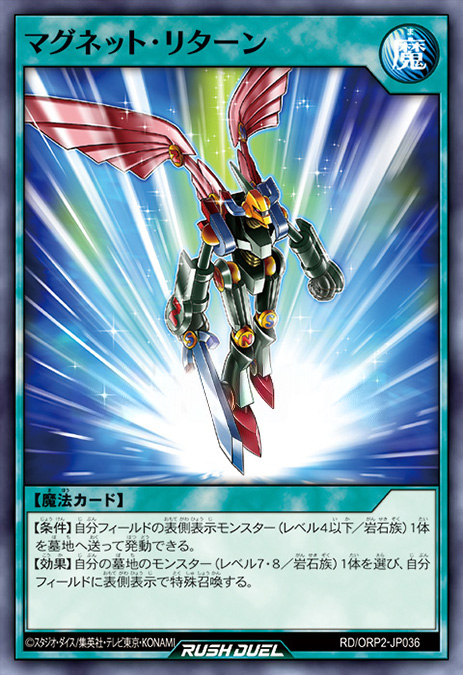 マグネット・リターン
魔
【魔法カード】
【条件】自分フィールドの表側表示モンスター(レベル4以下/岩石族)1体
を墓地へ送って発動できる。
【効果】自分の墓地のモンスター(レベル7・8/岩石族)1体を選び、自分
フィールドに表側表示で特殊召喚する。
©スタジオ・ダイス/集英社・テレビ東京・KONAMI
RUSH DUEL
RD/ORP2-JP036